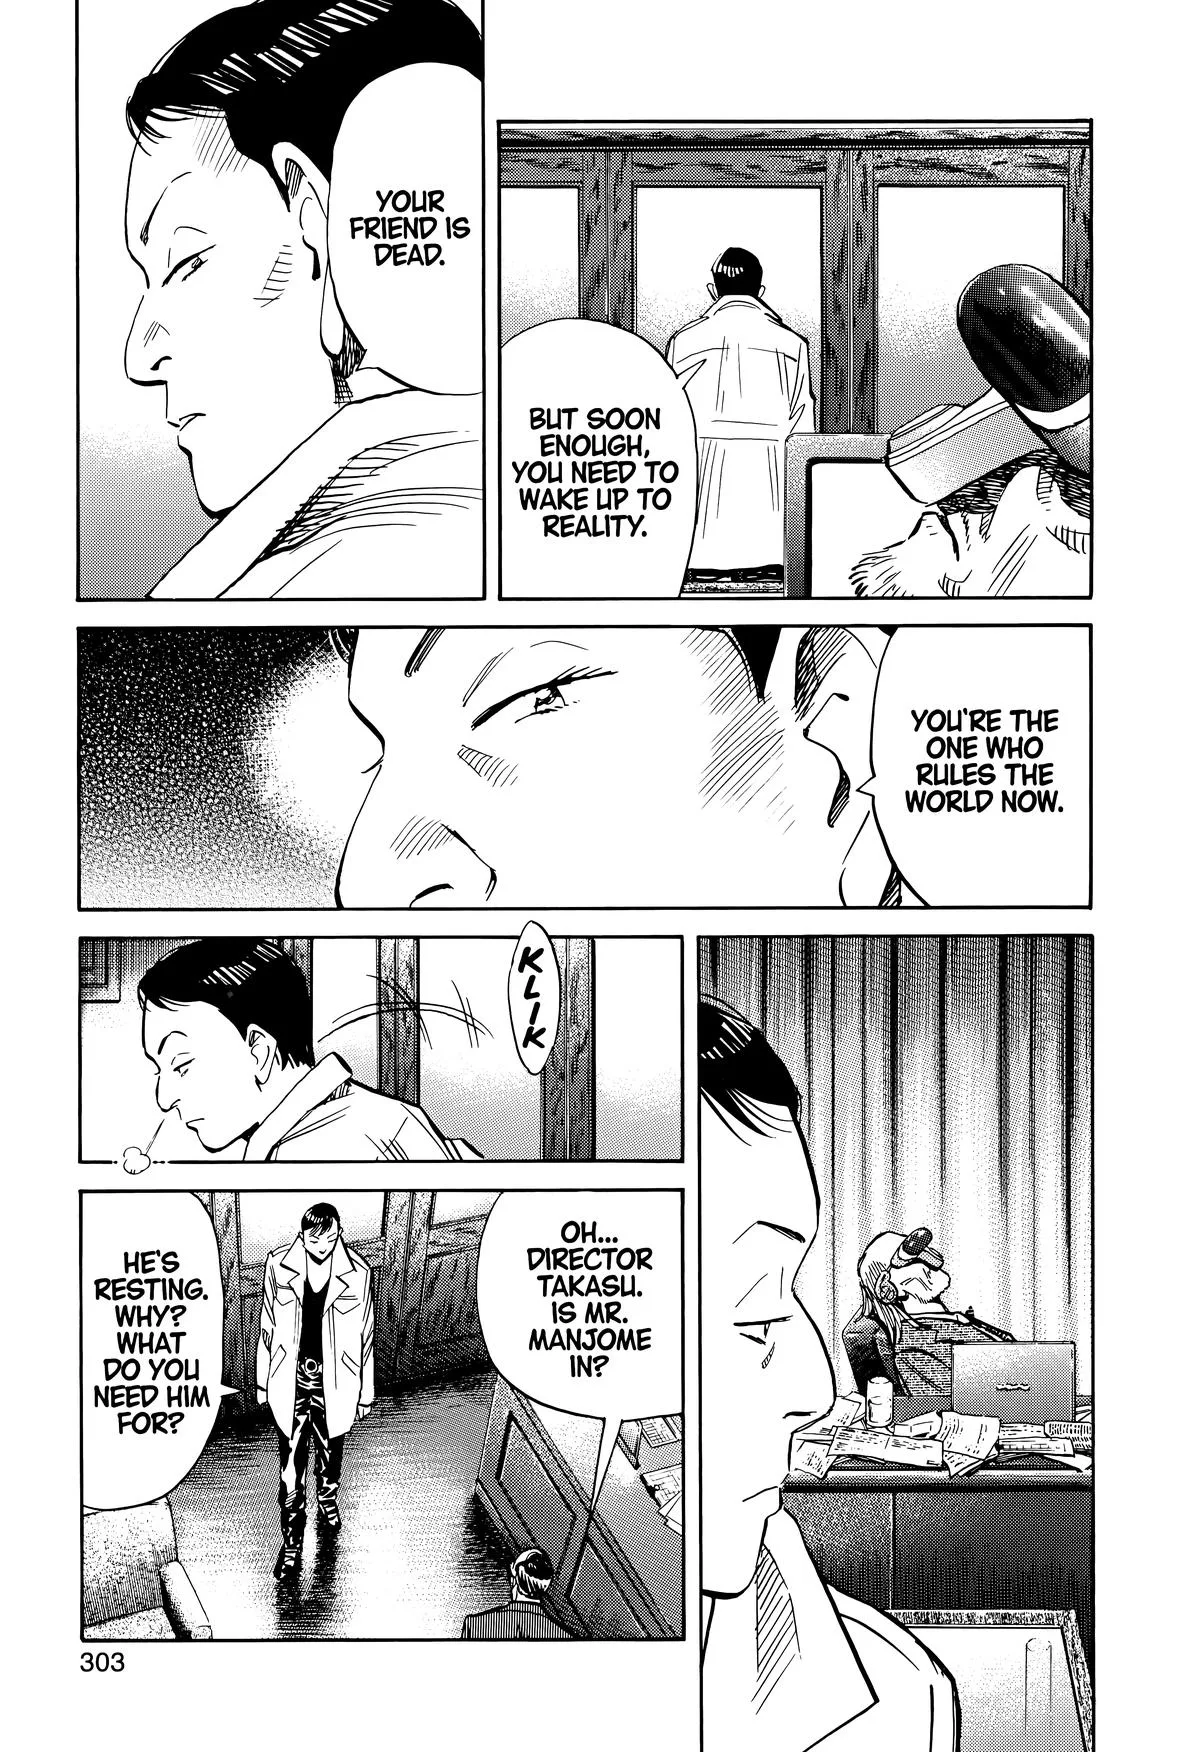 BUT SOON
ENOUGH,
YOU NEED TO
WAKE UP TO
REALITY.
YOUR
FRIEND IS
DEAD.
YOU'RE THE
ONE WHO
RULES THE
WORLD NOW.
KLIK
OH...
DIRECTOR
TAKASU.
IS MR.
MANJOME
IN?
HE'S
RESTING.
WHY?
WHAT
DO YOU
NEED HIM
FOR?
303